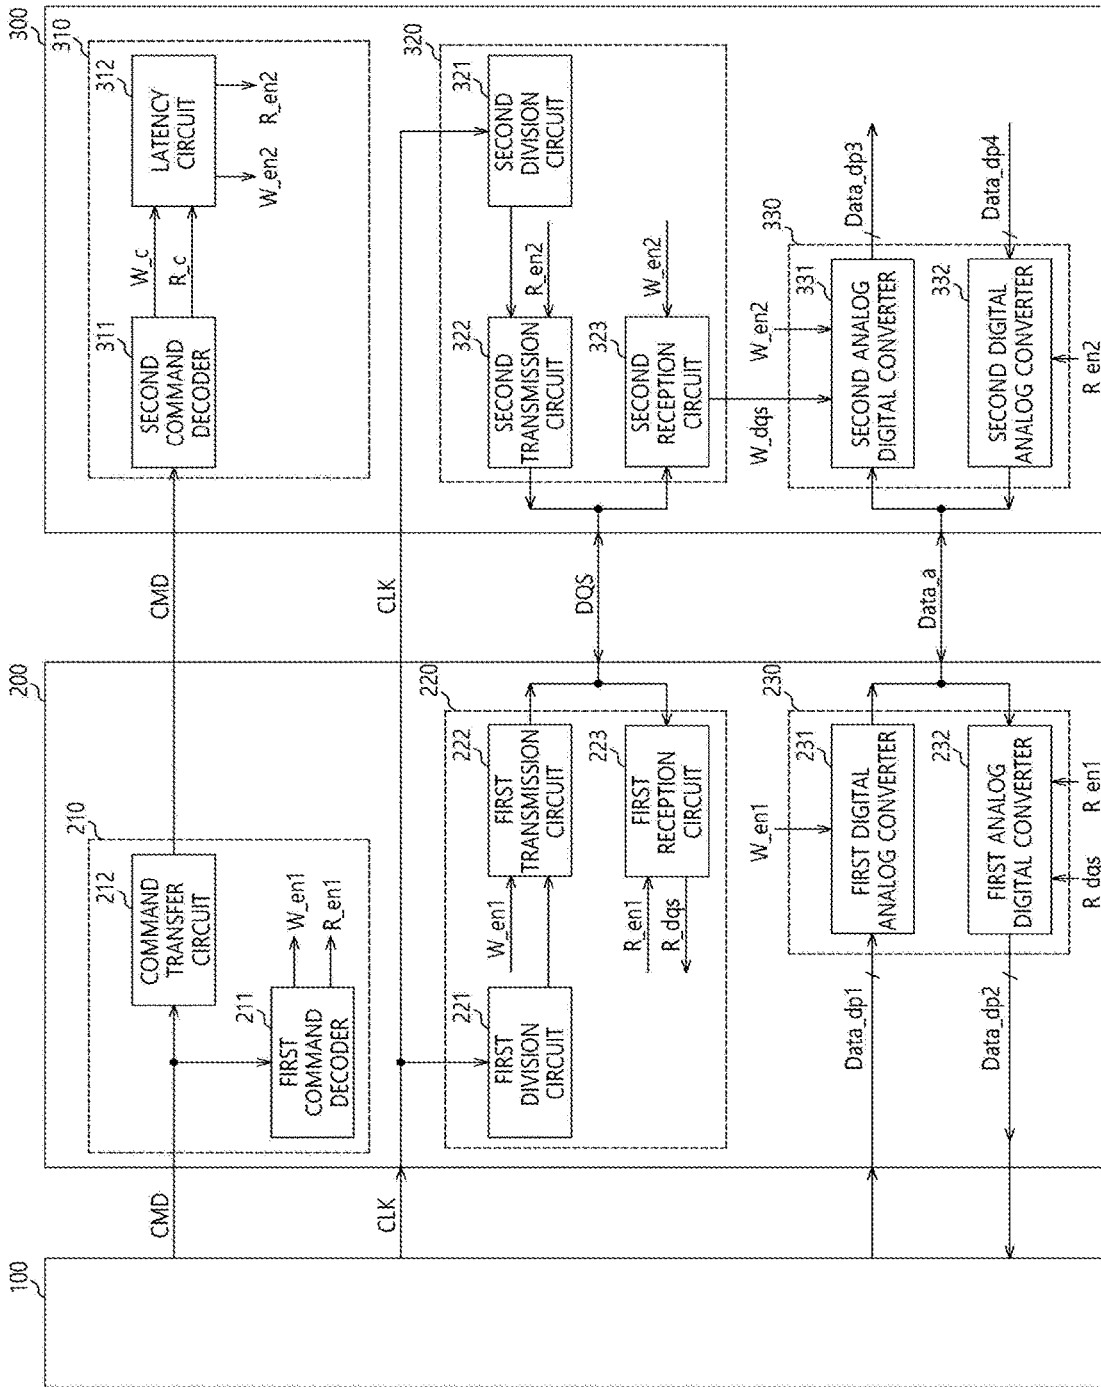 100
CMD
CLK
200
210
212
COMMAND
TRANSFER
CIRCUIT
211
FIRST
COMMAND
DECODER
W_en1
R_en1
220
221
FIRST
DIVISION
CIRCUIT
W_en1
222
FIRST
TRANSMISSION
CIRCUIT
R_en1
R_dqs
223
FIRST
RECEPTION
CIRCUIT
230
Data_dp1
W_en1
231
FIRST DIGITAL
ANALOG CONVERTER
Data_dp2
232
FIRST ANALOG
DIGITAL CONVERTER
R_dqs
R_en1
CMD
CLK
DQS
Data_a
300
310
311
SECOND
COMMAND
DECODER
W_c
R_c
312
LATENCY
CIRCUIT
W_en2
R_en2
320
321
SECOND
DIVISION
CIRCUIT
322
SECOND
TRANSMISSION
CIRCUIT
R_en2
323
SECOND
RECEPTION
CIRCUIT
W_en2
330
W_dqs
W_en2
331
SECOND ANALOG
DIGITAL CONVERTER
Data_dp3
332
SECOND DIGITAL
ANALOG CONVERTER
Data_dp4
R_en2